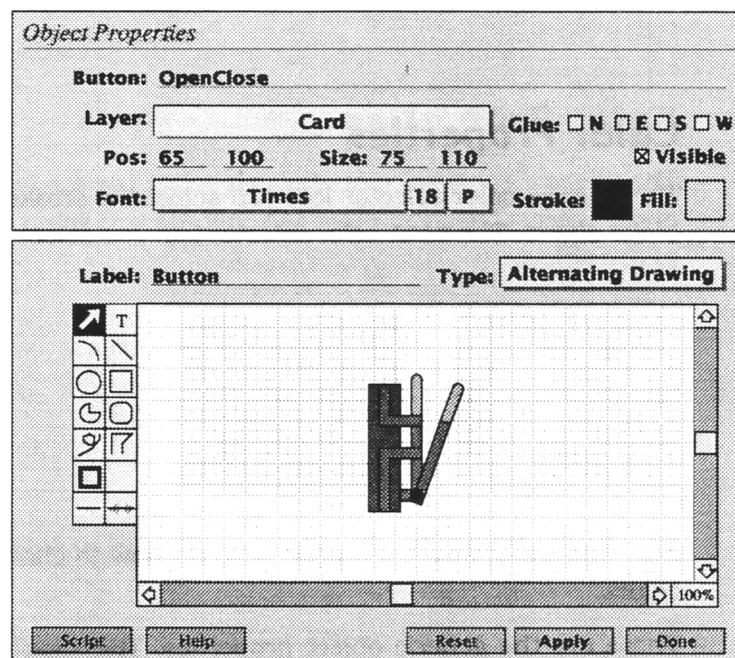 Object Properties
Button: OpenClose
Layer: Card Glue: N E S W
Pos: 65 100 Size: 75 110 Visible
Font: Times 18 P Stroke: Fill:
Label: Button Type: Alternating Drawing
T
100%
Script Help Reset Apply Done